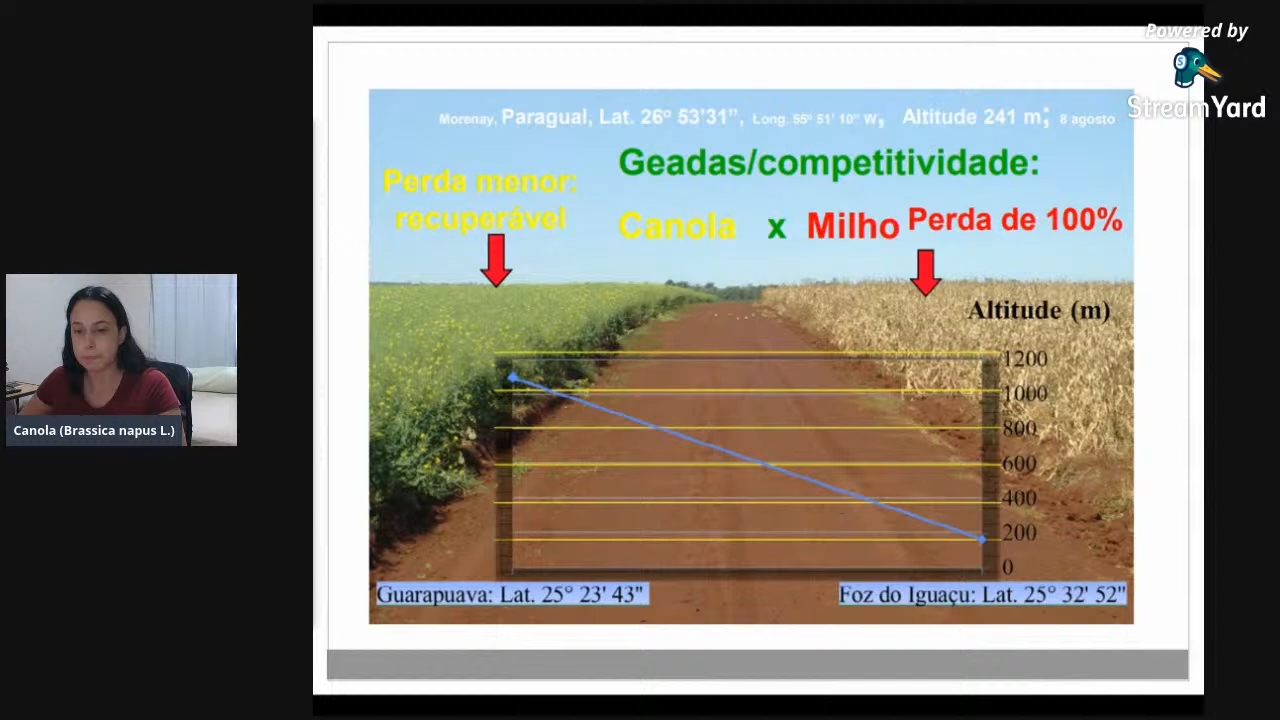 Powered by
StreamYard
Morenay, Paragual, Lat. 26º 53'31”, Long. 55º 51' 10” W, Altitude 241 m; 8 agosto
Geadas/competitividade:
Perda menor:
recuperável
Canola x Milho Perda de 100%
Altitude (m)
1200
1000
800
600
400
200
0
Guarapuava: Lat. 25° 23' 43"
Foz do Iguaçu: Lat. 25° 32' 52"
Canola (Brassica napus L.)